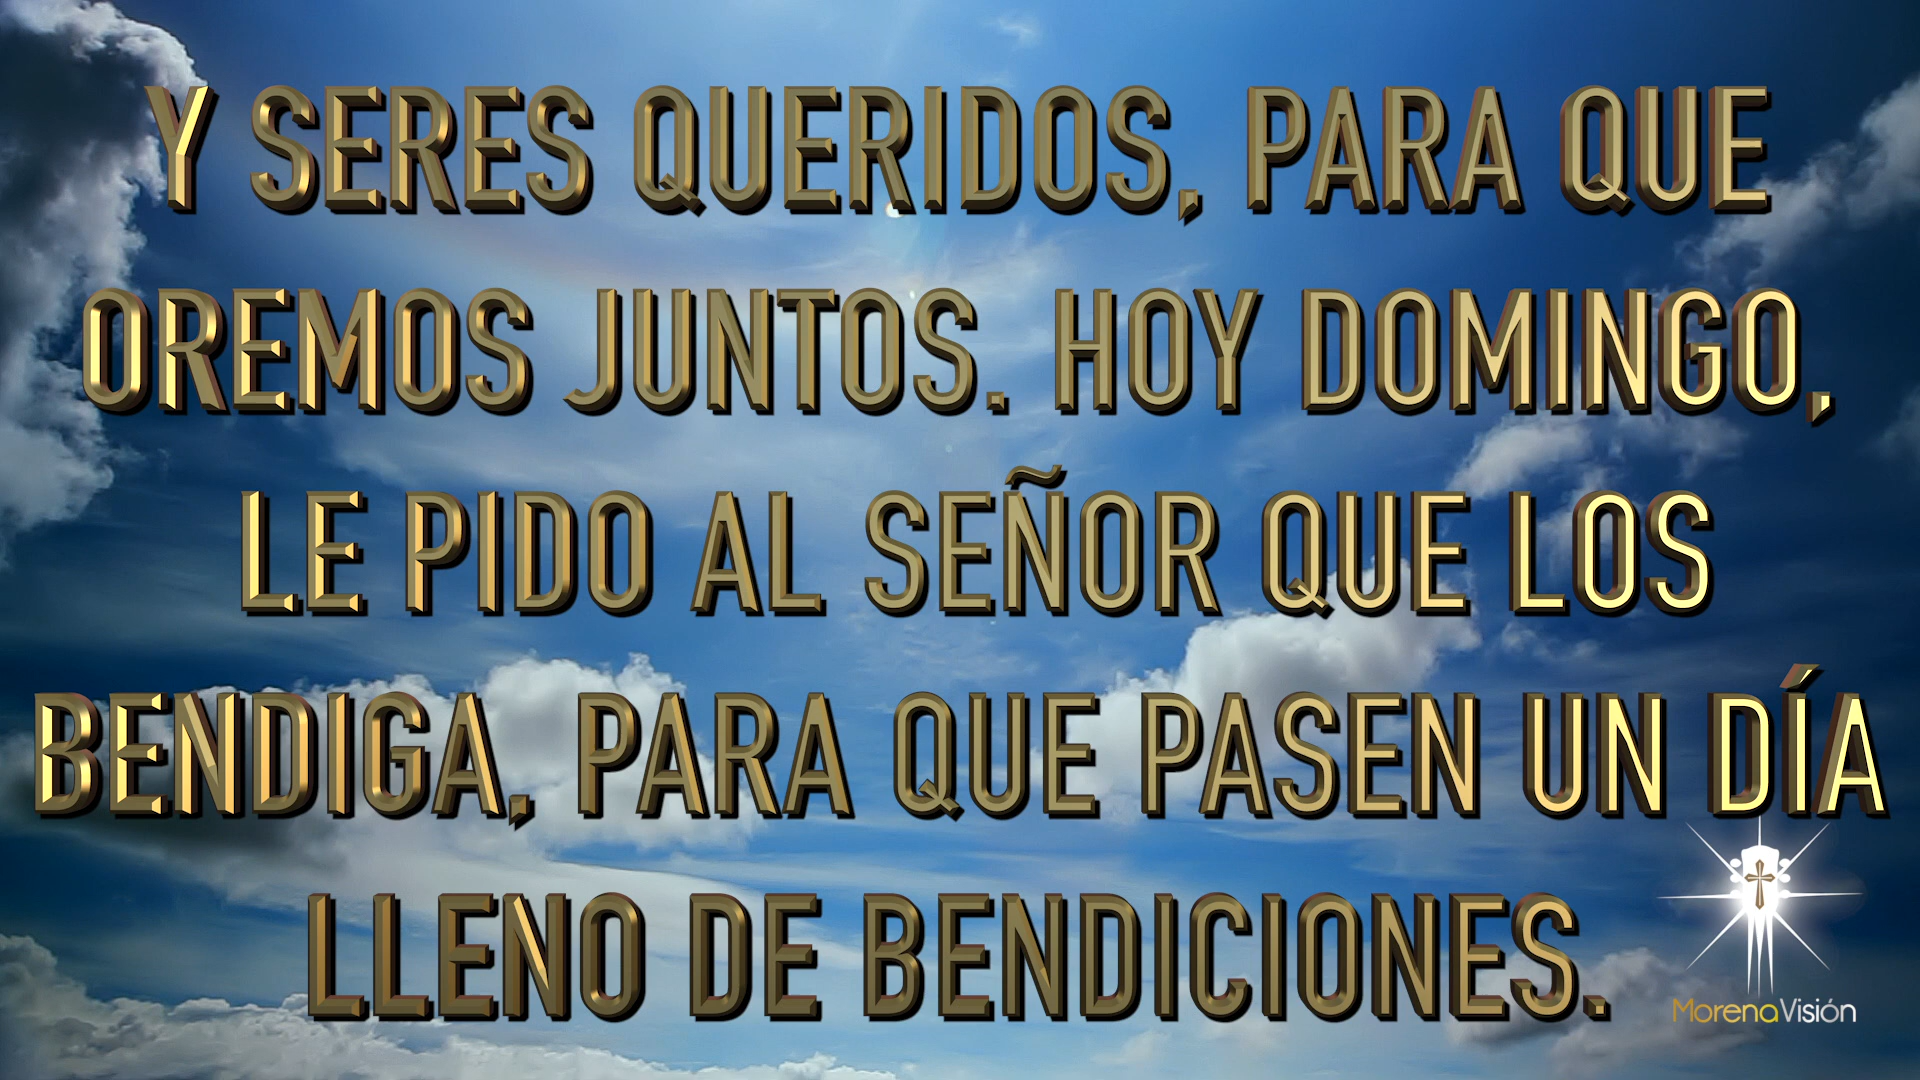 Y SERES QUERIDOS, PARA QUE
OREMOS JUNTOS. HOY DOMINGO,
LE PIDO AL SEÑOR QUE LOS
BENDIGA, PARA QUE PASEN UN DÍA
LLENO DE BENDICIONES.
MorenaVisión